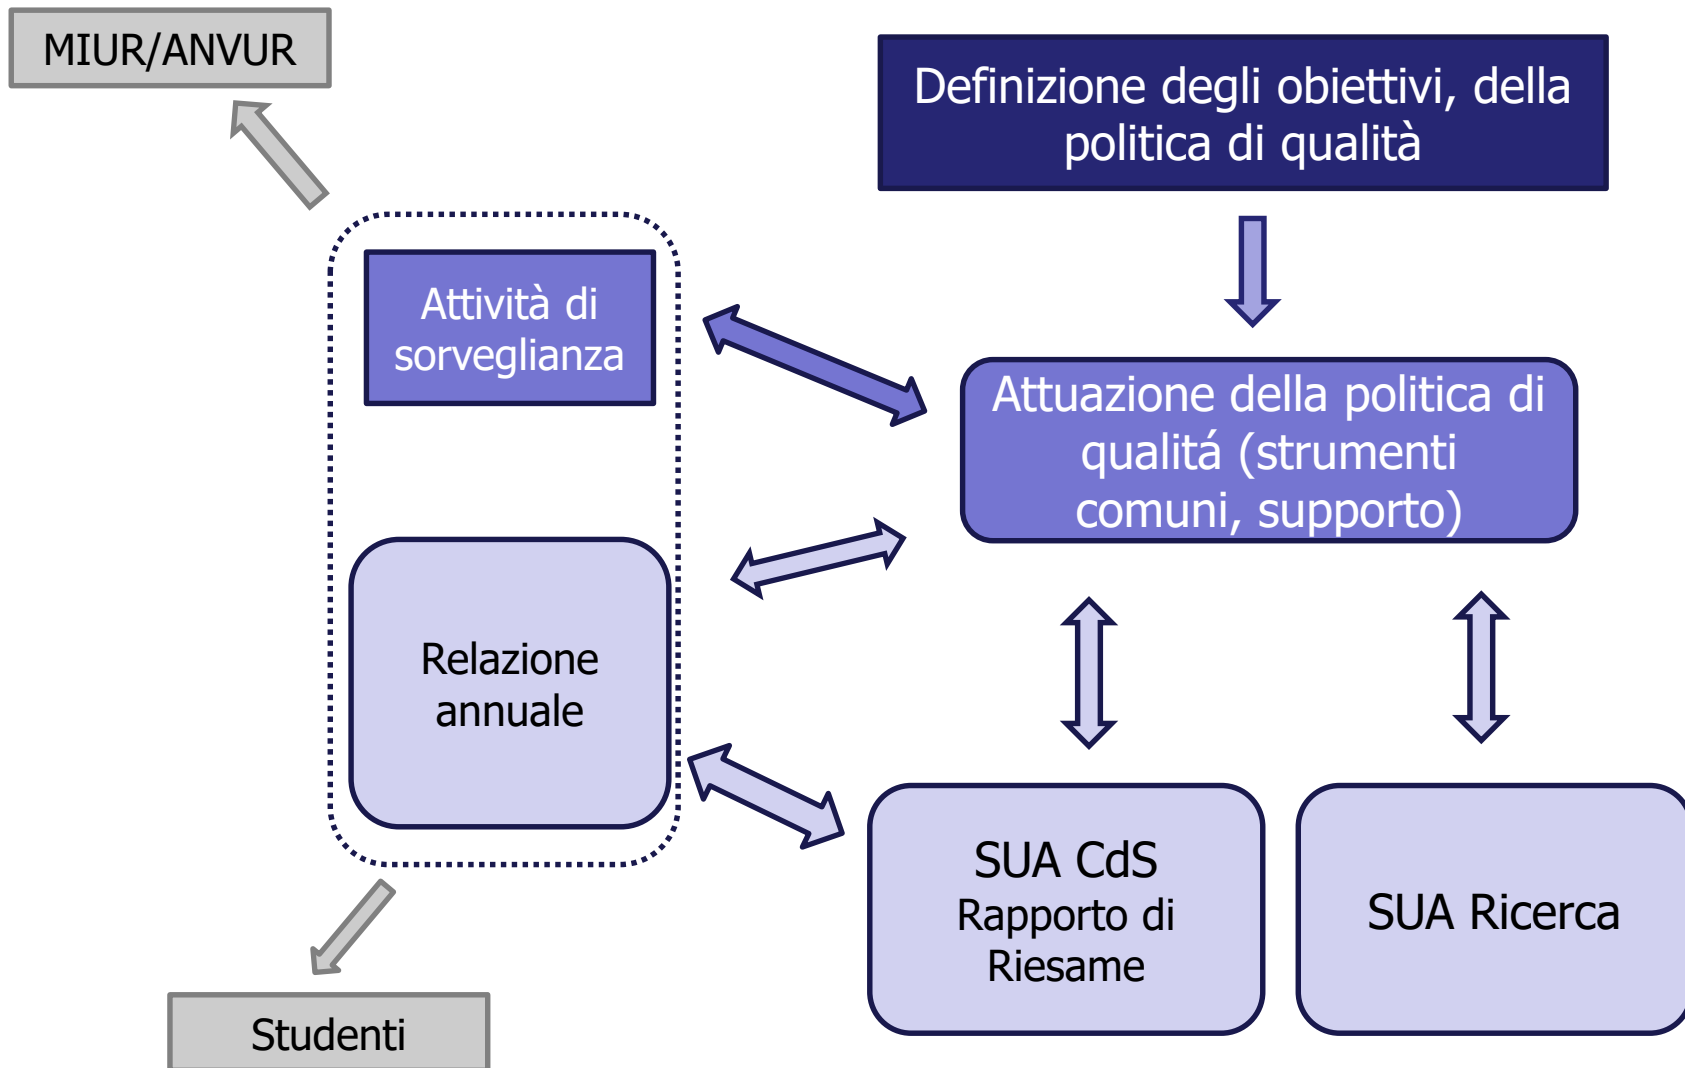 MIUR/ANVUR
Definizione degli obiettivi, della
politica di qualità
Attività di
sorveglianza
Attuazione della politica di
qualitá (strumenti
comuni, supporto)
Relazione
annuale
SUA CdS
Rapporto di
Riesame
SUA Ricerca
Studenti